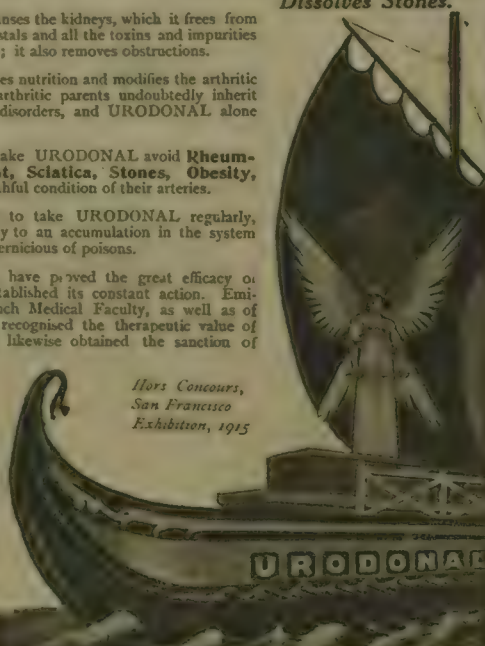 Dissolves Stones.
nses the kidneys, which it frees from
stals and all the toxins and impurities
; it also removes obstructions.
es nutrition and modifies the arthritic
arthritic parents undoubtedly inherit
disorders, and URODONAL alone
ake URODONAL avoid Rheum-
t, Sciatica, Stones, Obesity,
hful condition of their arteries.
to take URODONAL regularly,
y to an accumulation in the system
ernicious of poisons.
have proved the great efficacy of
tablished its constant action. Emi-
nch Medical Faculty, as well as of
recognised the therapeutic value of
likewise obtained the sanction of
Hors Concours,
San Francisco
Exhibition, 1915
URODONAL